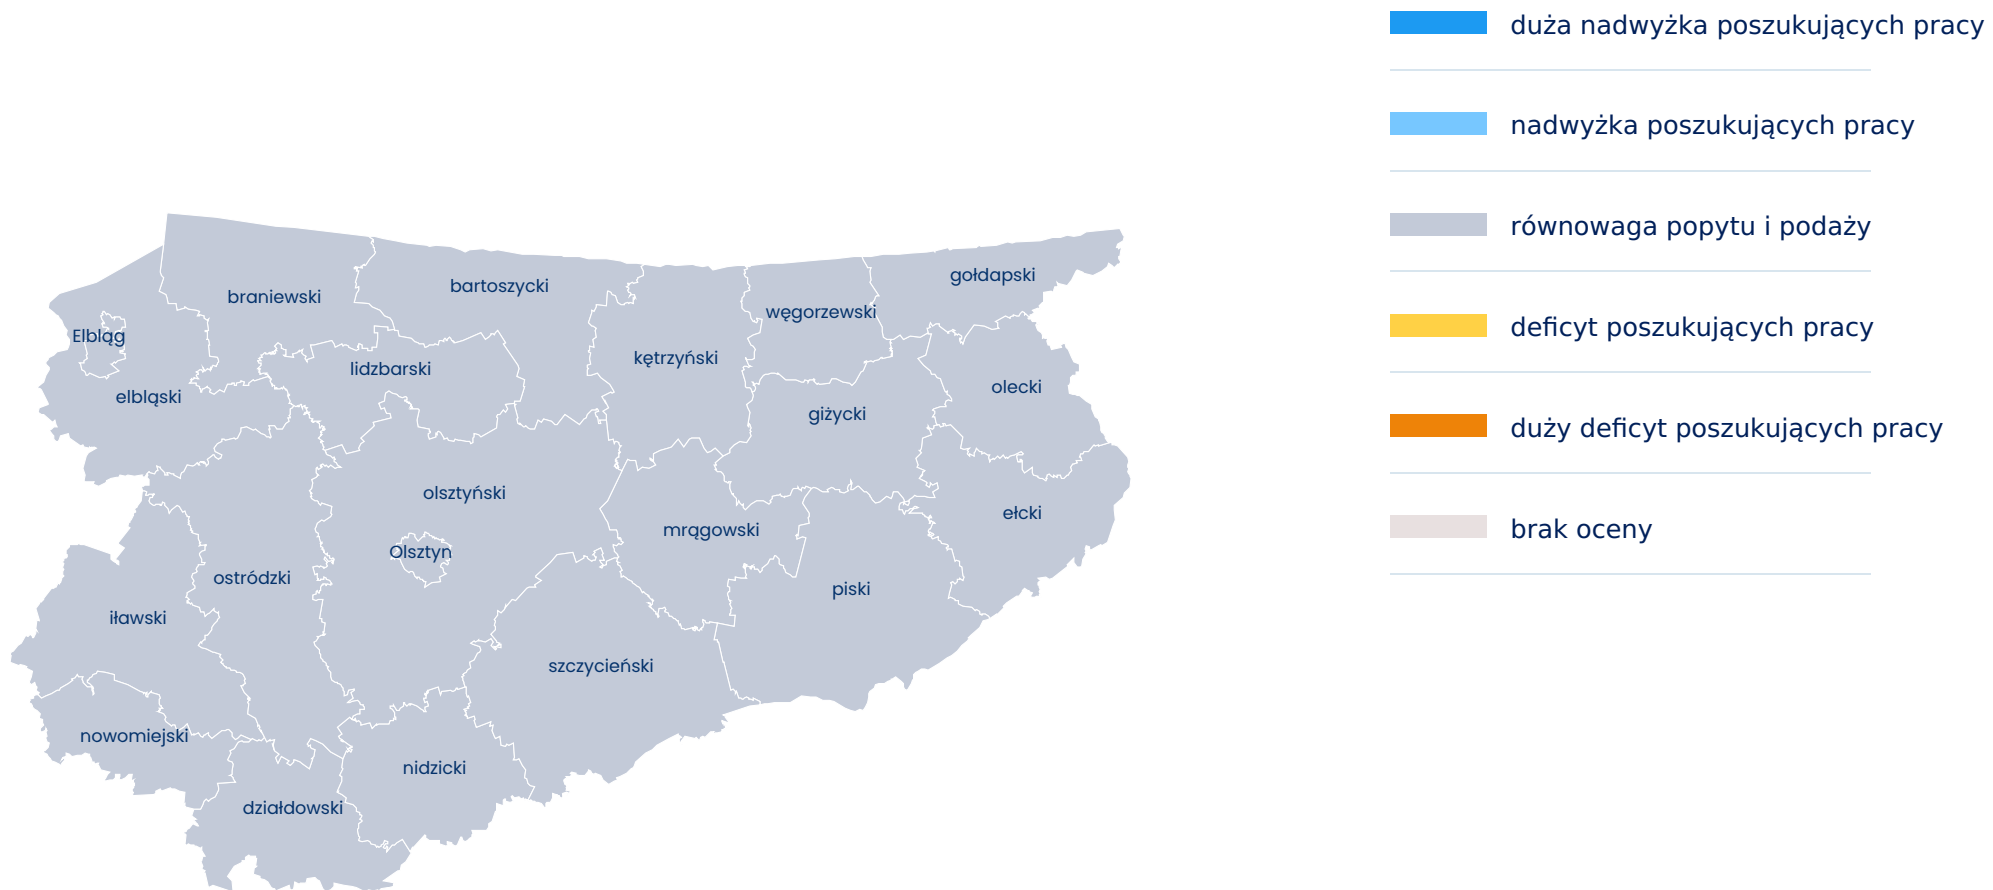 duża nadwyżka poszukujących pracy
nadwyżka poszukujących pracy
równowaga popytu i podaży
deficyt poszukujących pracy
duży deficyt poszukujących pracy
brak oceny
gołdapski
bartoszycki
braniewski
węgorzewski
Elbląg
kętrzyński
lidzbarski
olecki
elbląski
giżycki
olsztyński
ełcki
mrągowski
Olsztyn
ostródzki
piski
iławski
szczycieński
nowomiejski
nidzicki
działdowski